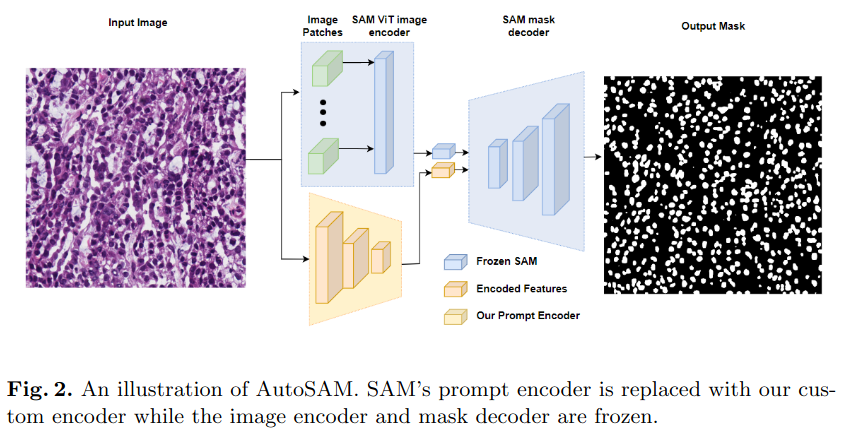 Input Image
Image
Patches
SAM ViT image
encoder
SAM mask
decoder
Output Mask
Frozen SAM
Encoded Features
Our Prompt Encoder
Fig. 2. An illustration of AutoSAM. SAM's prompt encoder is replaced with our cus-
tom encoder while the image encoder and mask decoder are frozen.